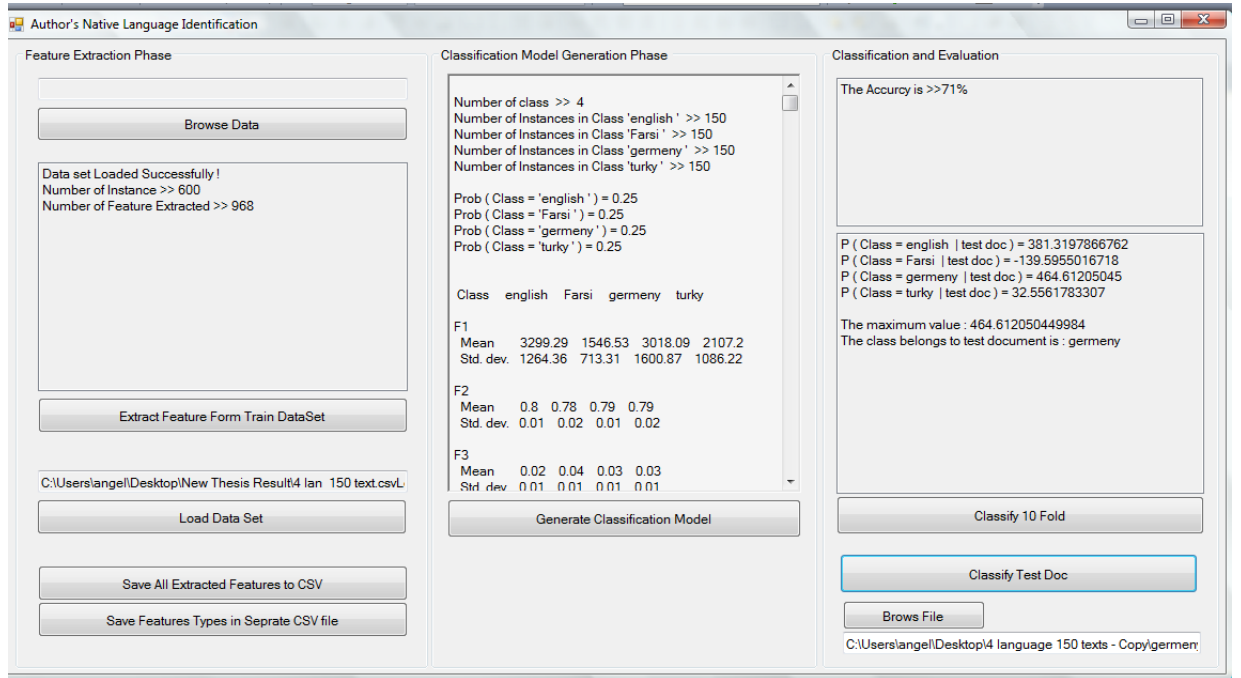 Author's Native Language Identification
Feature Extraction Phase
Browse Data
Data set Loaded Successfully !
Number of Instance >> 600
Number of Feature Extracted >> 968
Extract Feature Form Train DataSet
C:\Users\angel\Desktop\New Thesis Result\4 lan 150 text.csvL
Load Data Set
Save All Extracted Features to CSV
Save Features Types in Seprate CSV file
Classification Model Generation Phase
Number of class >> 4
Number of Instances in Class 'english ' >> 150
Number of Instances in Class 'Farsi ' >> 150
Number of Instances in Class 'germeny ' >> 150
Number of Instances in Class 'turky ' >> 150
Prob ( Class = 'english ' ) = 0.25
Prob ( Class = 'Farsi ' ) = 0.25
Prob ( Class = 'germeny ' ) = 0.25
Prob ( Class = 'turky ' ) = 0.25
Class english Farsi germeny turky
F1
Mean 3299.29 1546.53 3018.09 2107.2
Std. dev. 1264.36 713.31 1600.87 1086.22
F2
Mean 0.8 0.78 0.79 0.79
Std. dev. 0.01 0.02 0.01 0.02
F3
Mean 0.02 0.04 0.03 0.03
Std. dev. 0.01 0.01 0.01 0.01
Generate Classification Model
Classification and Evaluation
The Accurcy is >>71%
P ( Class = english | test doc ) = 381.3197866762
P ( Class = Farsi | test doc ) = -139.5955016718
P ( Class = germeny | test doc ) = 464.61205045
P ( Class = turky | test doc ) = 32.5561783307
The maximum value : 464.612050449984
The class belongs to test document is : germeny
Classify 10 Fold
Classify Test Doc
Brows File
C:\Users\angel\Desktop\4 language 150 texts - Copy\germen